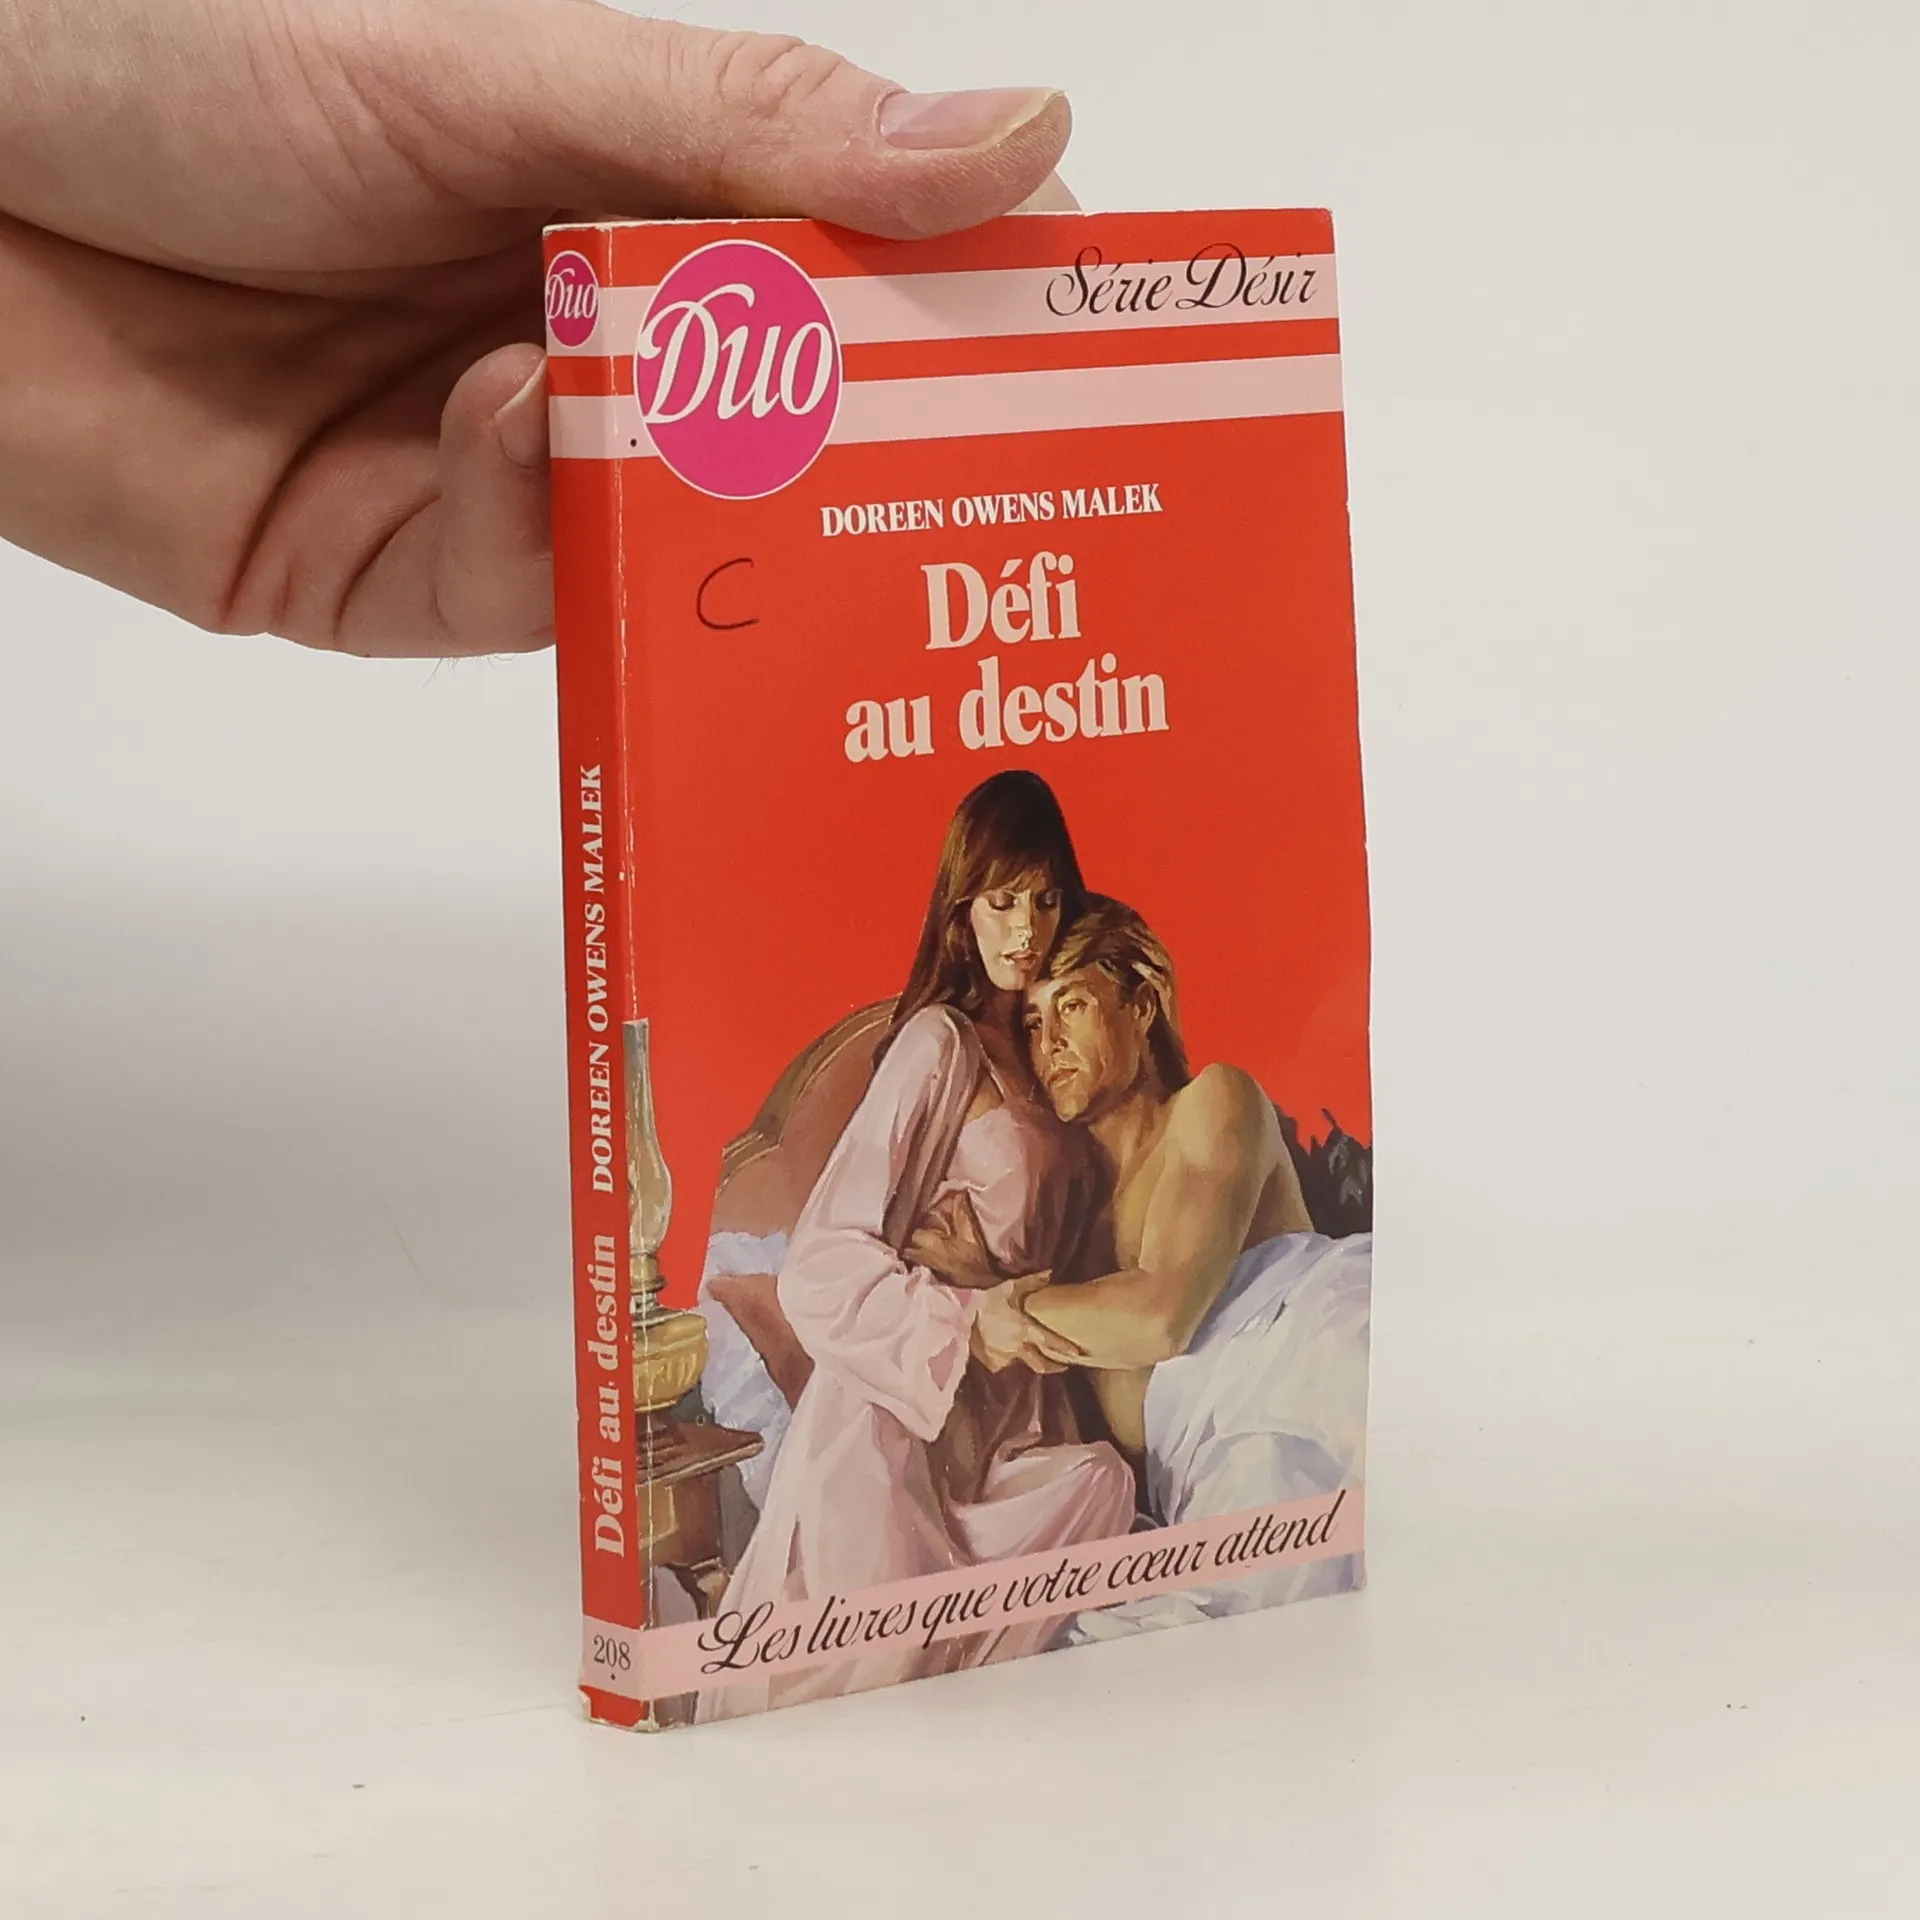 Duo
Série Désir
Duo
DOREEN OWENS MALEK
C
Défi
au destin
Défi au destin DOREEN OWENS MALEK
208
Les livres que votre cœur attend